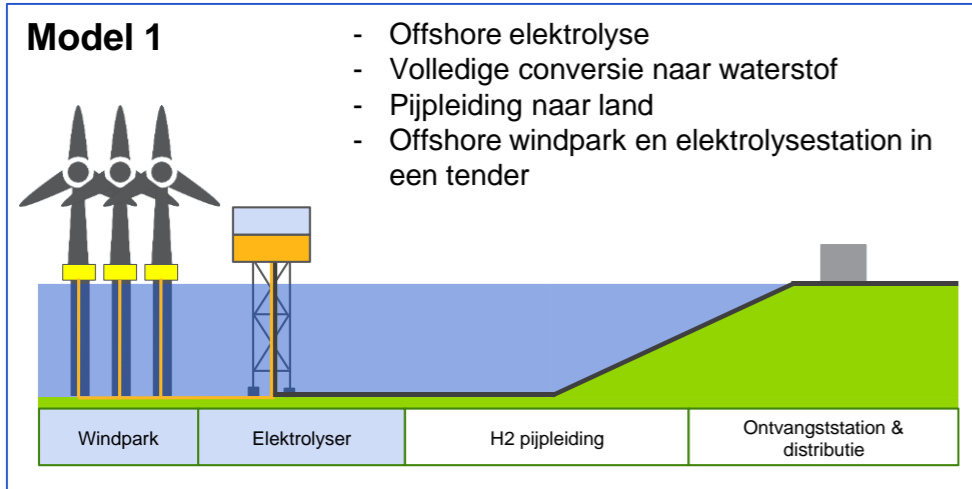 Model 1
- Offshore elektrolyse
- Volledige conversie naar waterstof
- Pijpleiding naar land
- Offshore windpark en elektrolysestation in
een tender
Windpark
Elektrolyser
H2 pijpleiding
Ontvangststation &
distributie